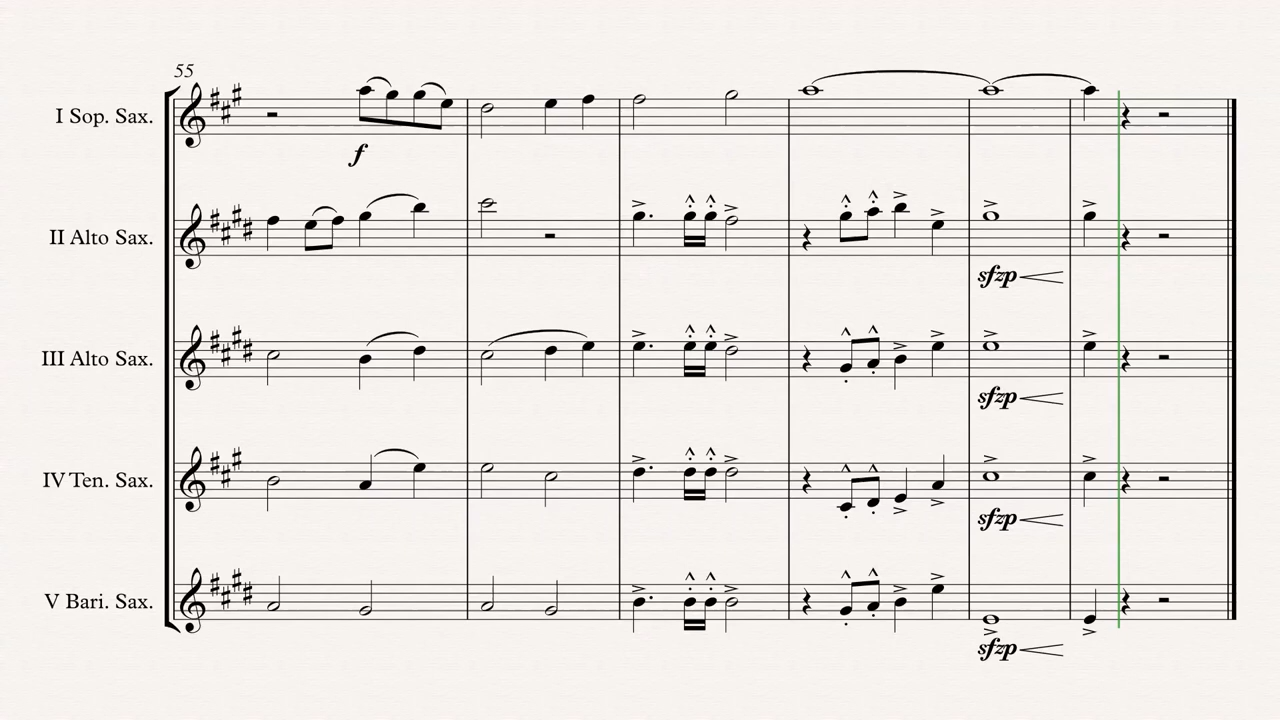 55
I Sop. Sax.
f
II Alto Sax.
sfzp
III Alto Sax.
sfzp
IV Ten. Sax.
sfzp
V Bari. Sax.
sfzp